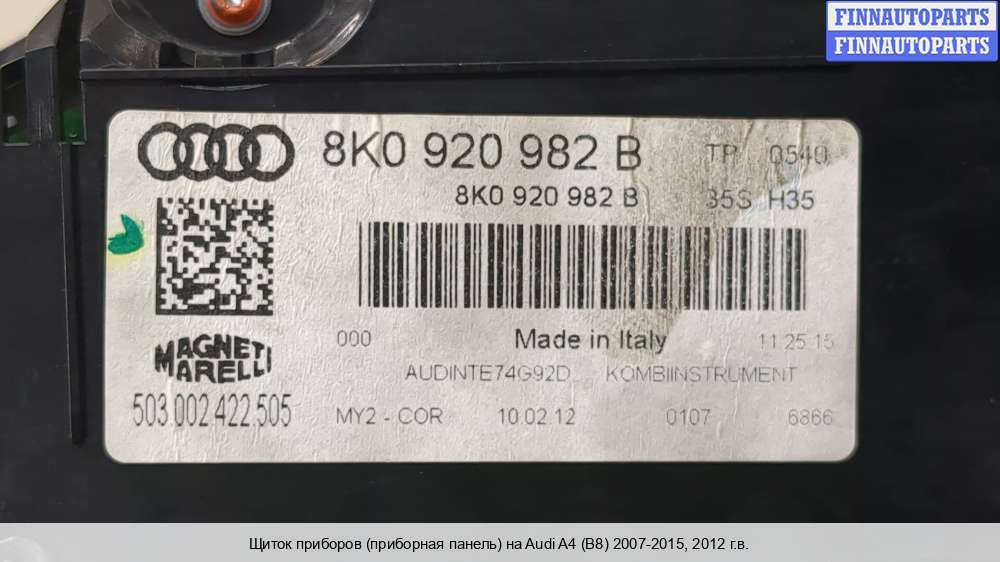 FINNAUTOPARTS
FINNAUTOPARTS
8K0 920 982 B TP 0540
8K0 920 982 B 35S H35
000 Made in Italy 11 25 15
MAGNETI
MARELLI
AUDINTE74G92D KOMBIINSTRUMENT
503.002.422.505 MY2 - COR 10.02.12 0107 6866
Щиток приборов (приборная панель) на Audi A4 (B8) 2007-2015, 2012 г.в.